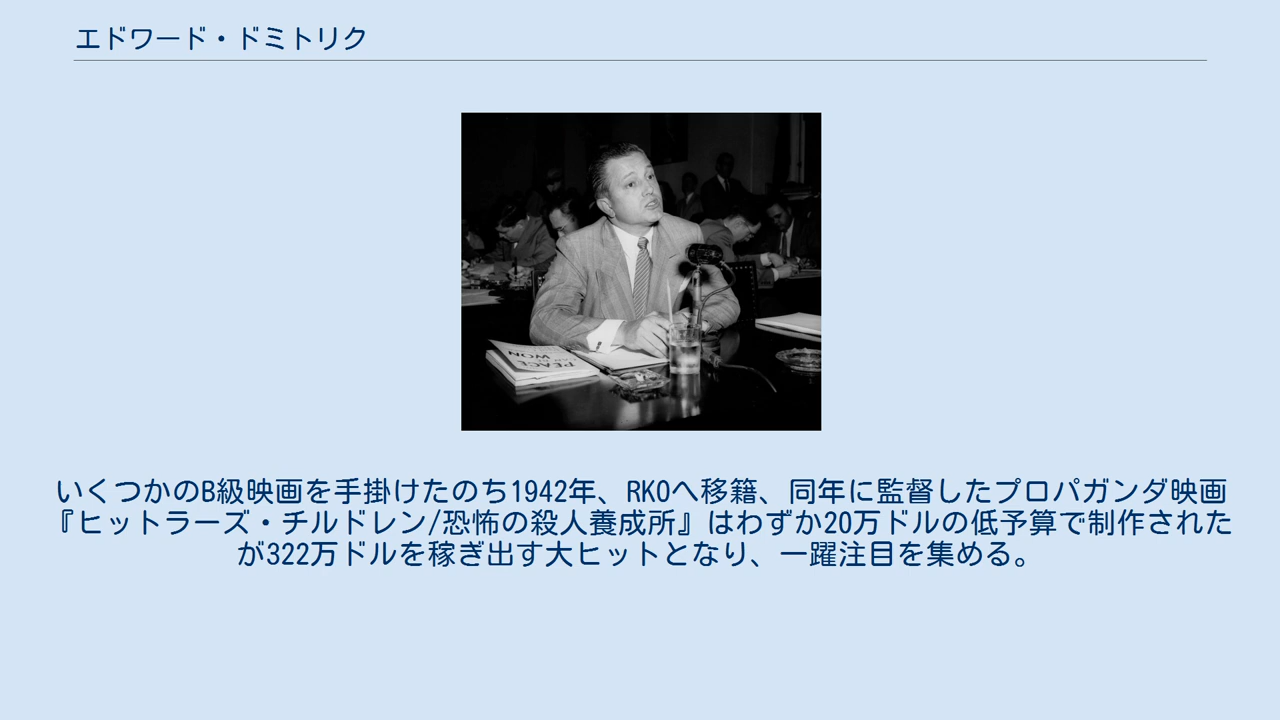 エドワード・ドミトリク
PEACE
WON
いくつかのB級映画を手掛けたのち1942年、RKOへ移籍、同年に監督したプロパガンダ映画
『ヒットラーズ・チルドレン/恐怖の殺人養成所』はわずか20万ドルの低予算で制作された
が322万ドルを稼ぎ出す大ヒットとなり、一躍注目を集める。